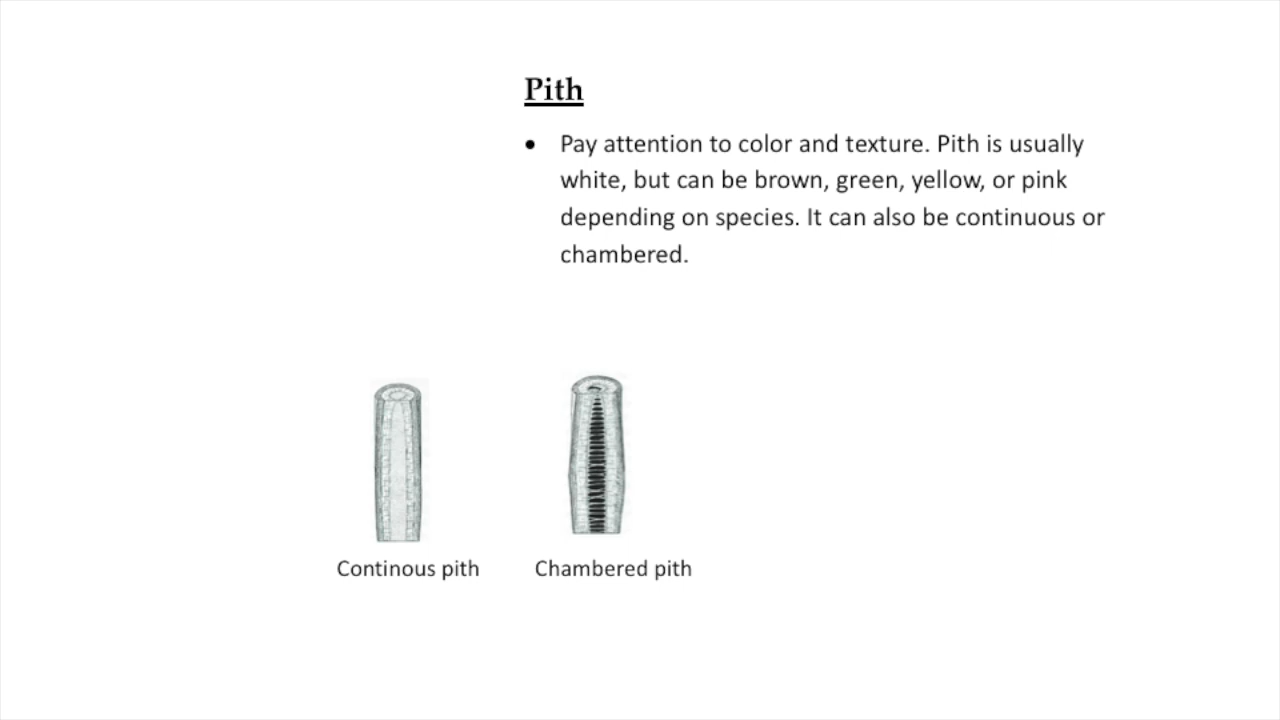 Pith
• Pay attention to color and texture. Pith is usually
white, but can be brown, green, yellow, or pink
depending on species. It can also be continuous or
chambered.
Continous pith
Chambered pith